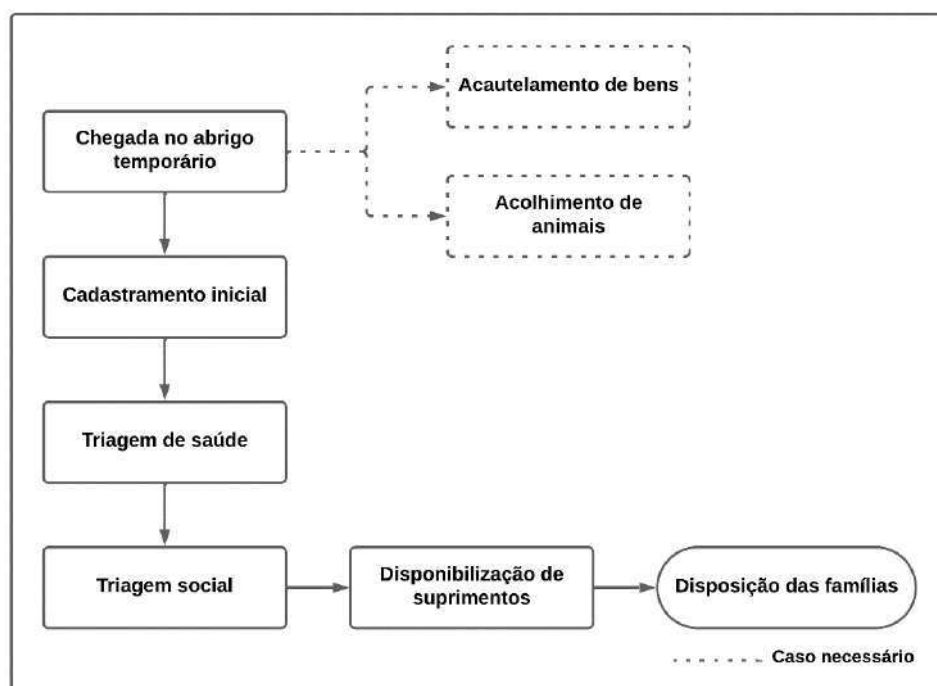 Acautelamento de bens
Chegada no abrigo
temporário
Acolhimento de
animais
Cadastramento inicial
Triagem de saúde
Triagem social
Disponibilização de
suprimentos
Disposição das famílias
Caso necessário